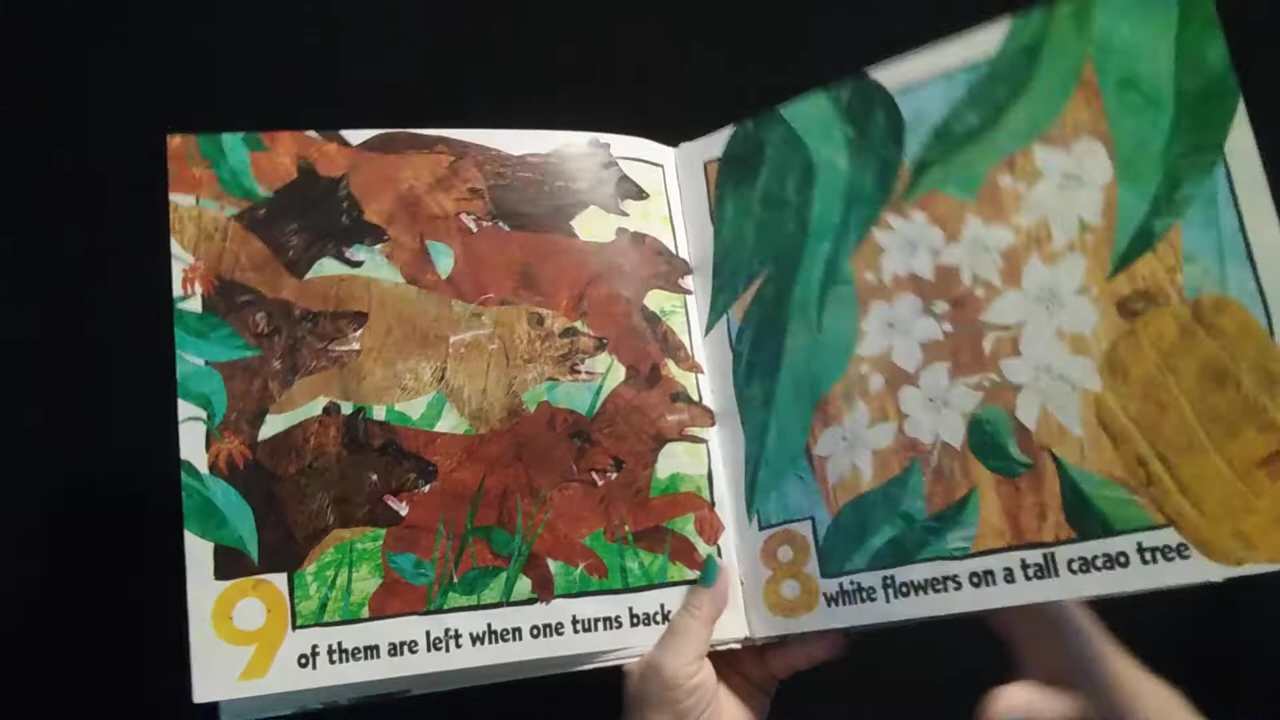 9 of them are left when one turns back
8 white flowers on a tall cacao tree